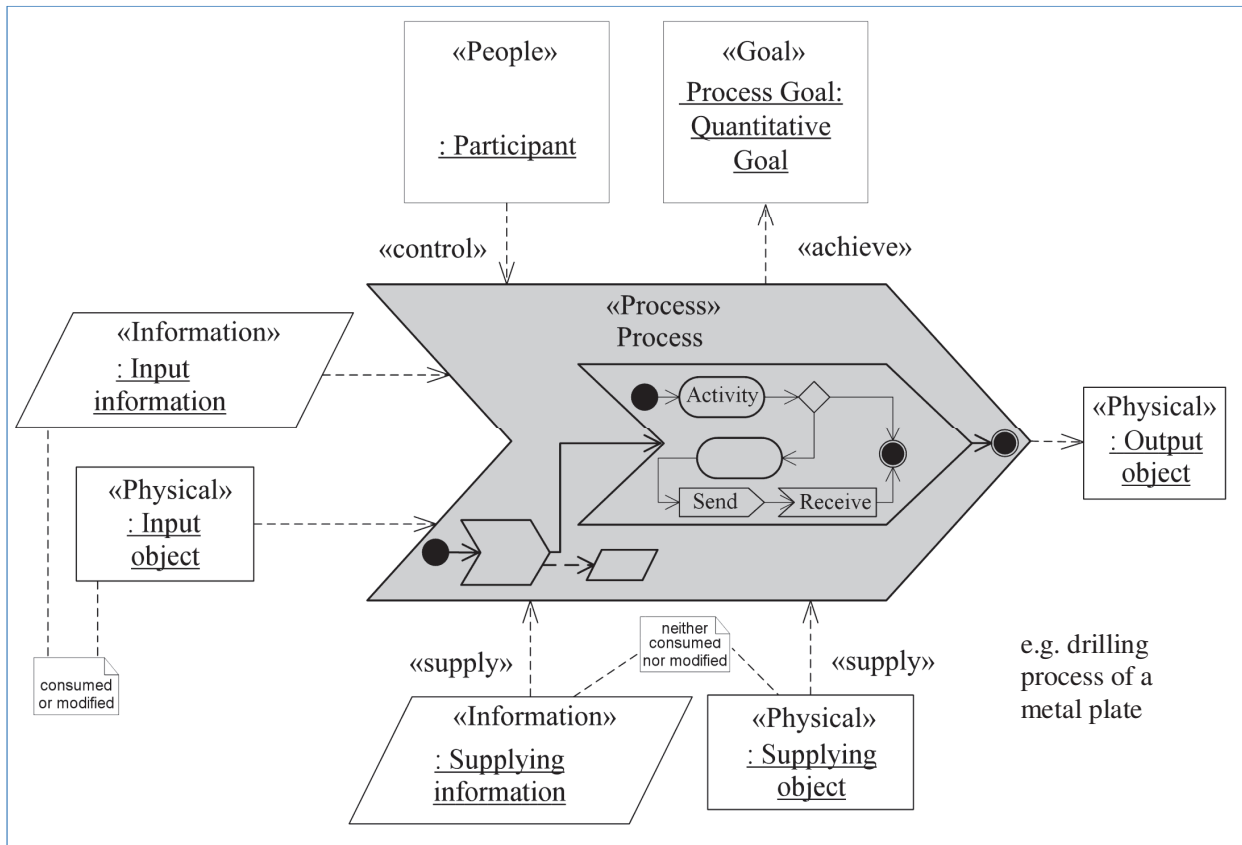 «People»
: Participant
«Goal»
Process Goal:
Quantitative
Goal
«control»
«achieve»
«Process»
Process
«Information»
: Input
information
Activity
«Physical»
: Output
object
«Physical»
: Input
object
Send
Receive
neither
consumed
nor modified
«supply»
«supply»
e.g. drilling
process of a
metal plate
consumed
or modified
«Information»
: Supplying
information
«Physical»
: Supplying
object